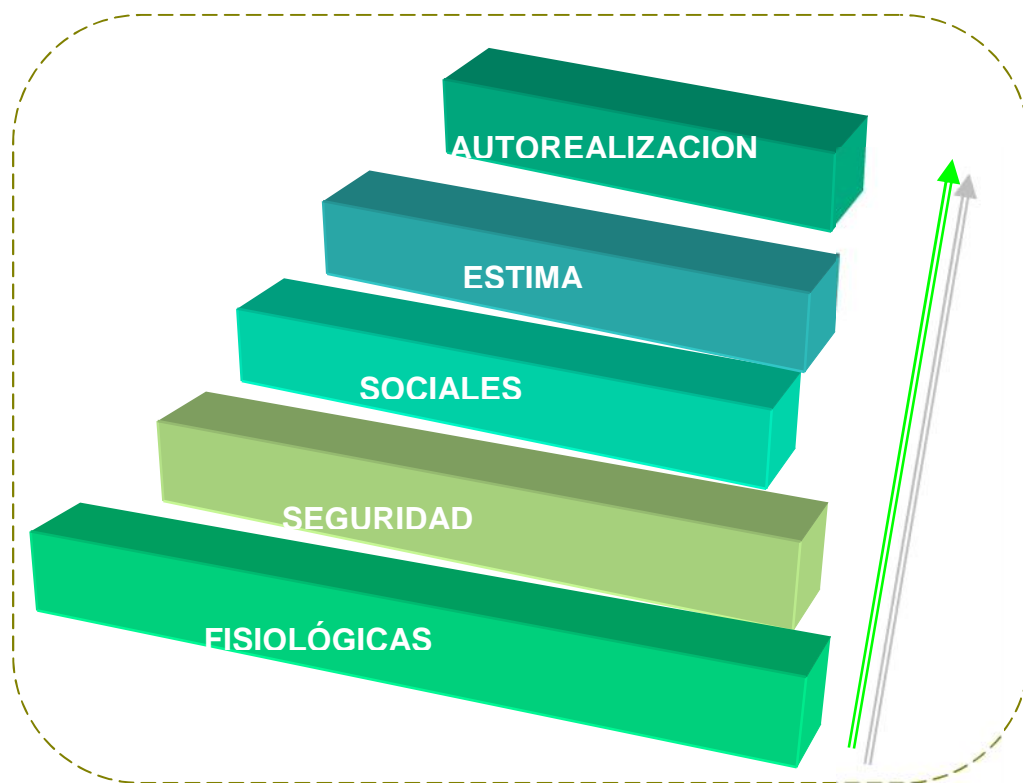 AUTOREALIZACION
ESTIMA
SOCIALES
SEGURIDAD
FISIOLÓGICAS